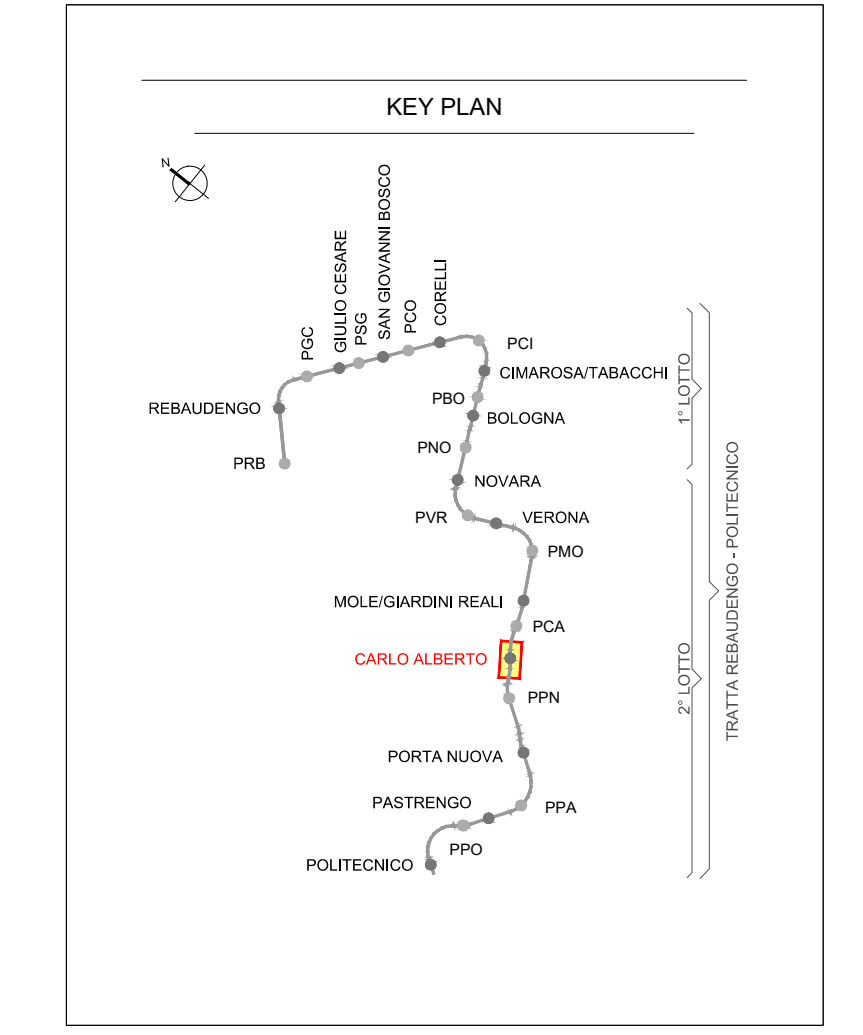 KEY PLAN
N
PGC
GIULIO CESARE
PSG
SAN GIOVANNI BOSCO
PCO
CORELLI
PCI
CIMAROSA/TABACCHI
REBAUDENGO
PBO
BOLOGNA
PRB
PNO
NOVARA
PVR
VERONA
PMO
MOLE/GIARDINI REALI
PCA
CARLO ALBERTO
PPN
PORTA NUOVA
PASTRENGO
PPA
PPO
POLITECNICO
1° LOTTO
2° LOTTO
TRATTA REBAUDENGO - POLITECNICO